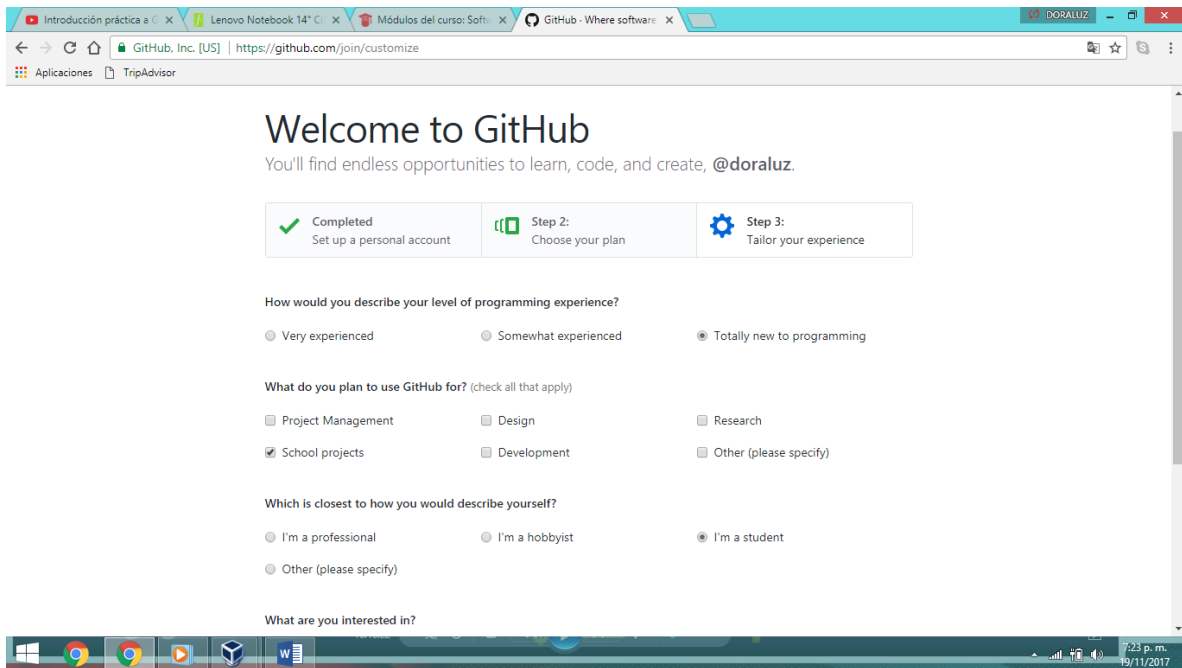 Introducción práctica a G
Lenovo Notebook 14" C
Módulos del curso: Soft
GitHub · Where software
DORALUZ
GitHub, Inc. [US] | https://github.com/join/customize
Aplicaciones TripAdvisor
Welcome to GitHub
You'll find endless opportunities to learn, code, and create, @doraluz.
Completed
Set up a personal account
Step 2:
Choose your plan
Step 3:
Tailor your experience
How would you describe your level of programming experience?
Very experienced Somewhat experienced Totally new to programming
What do you plan to use GitHub for? (check all that apply)
Project Management Design Research
School projects Development Other (please specify)
Which is closest to how you would describe yourself?
I'm a professional I'm a hobbyist I'm a student
Other (please specify)
What are you interested in?
7:23 p. m.
19/11/2017